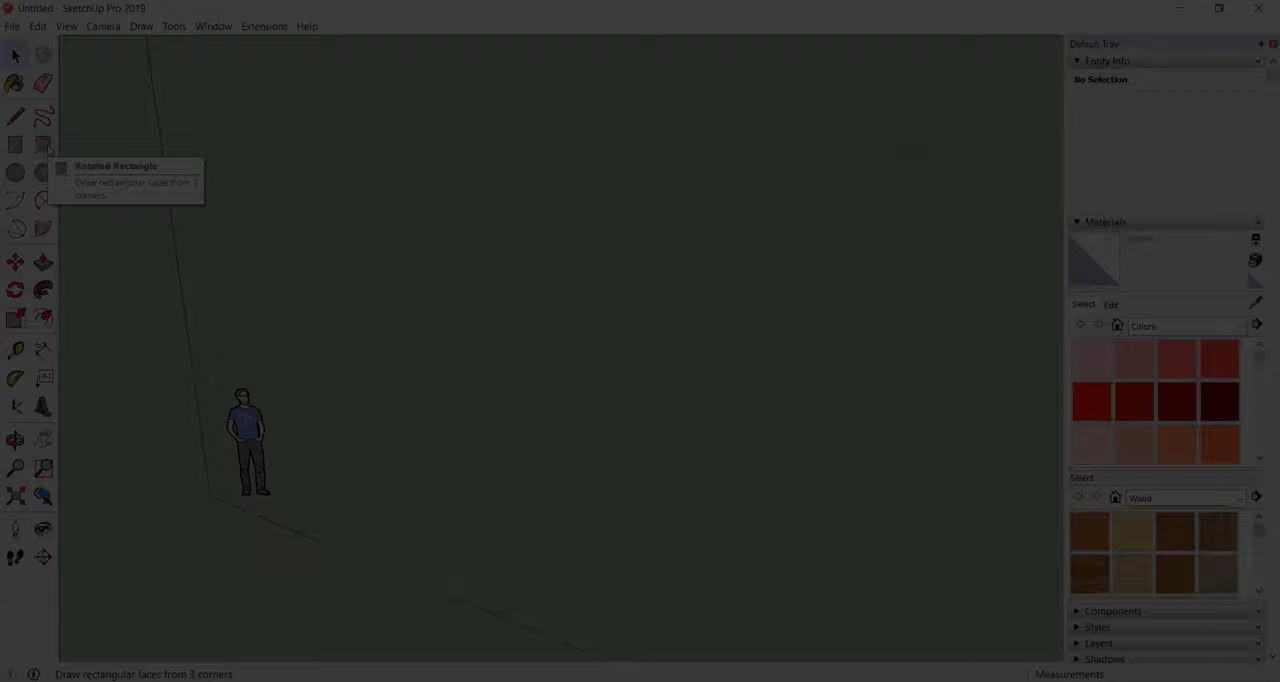 Untitled - SketchUp Pro 2019
File Edit View Camera Draw Tools Window Extensions Help
Default Tray
Entity Info
No Selection
Rotated Rectangle
Draw rectangular faces from 3
corners.
Materials
Select Edit
Colors
Select
Wood
Components
Styles
Layers
Shadows
Draw rectangular faces from 3 corners.
Measurements